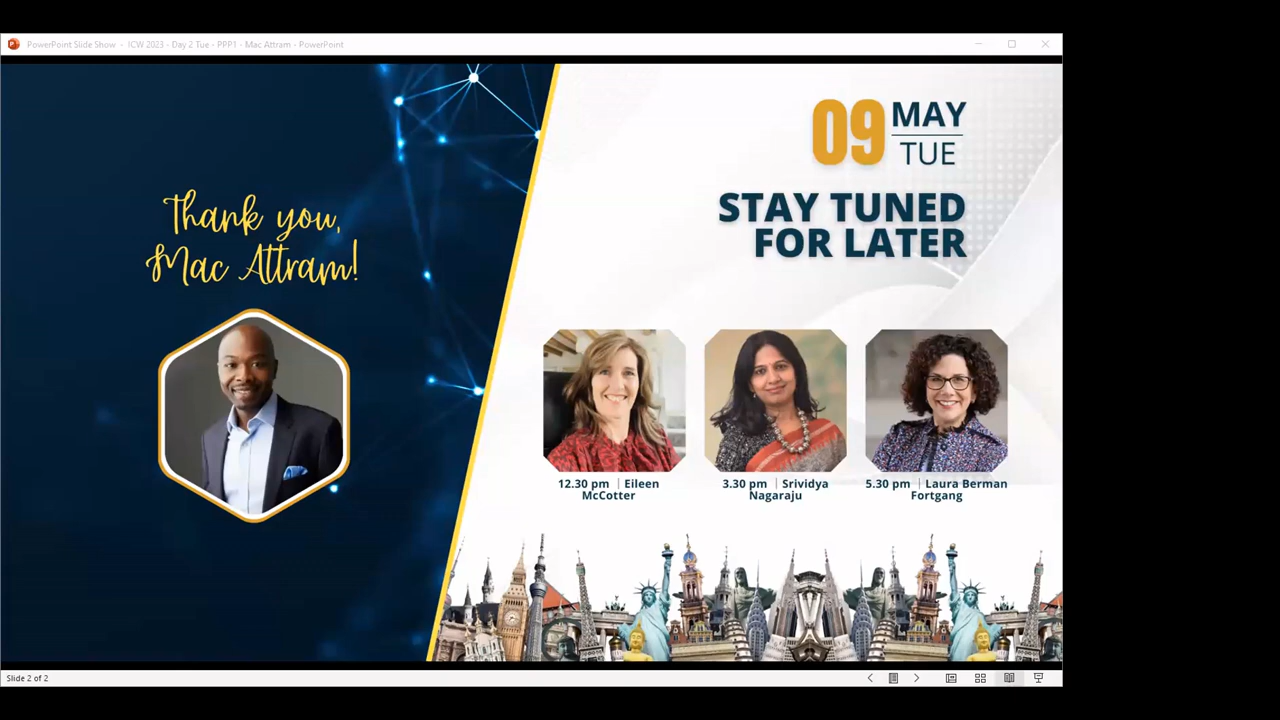 PowerPoint Slide Show - ICW 2023 - Day 2 Tue - PPP1 - Mac Attram - PowerPoint
Thank you,
Mac Attram!
09 MAY
TUE
STAY TUNED
FOR LATER
12.30 pm | Eileen
McCotter
3.30 pm | Srividya
Nagaraju
5.30 pm | Laura Berman
Fortgang
Slide 2 of 2